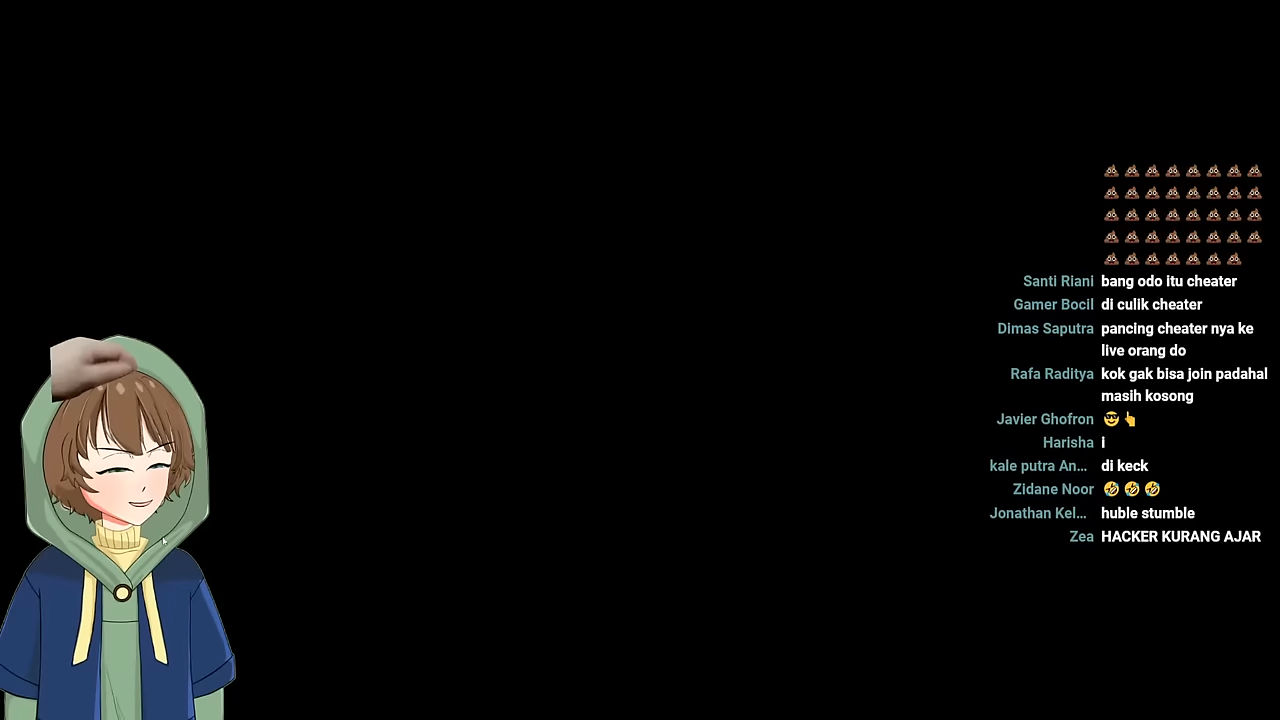 💩💩💩💩💩💩💩💩
💩💩💩💩💩💩💩💩
💩💩💩💩💩💩💩💩
💩💩💩💩💩💩💩💩
💩💩💩💩💩💩💩
Santi Riani bang odo itu cheater
Gamer Bocil di culik cheater
Dimas Saputra pancing cheater nya ke
live orang do
Rafa Raditya kok gak bisa join padahal
masih kosong
Javier Ghofron 😎👆
Harisha i
kale putra An... di keck
Zidane Noor 🤣🤣🤣
Jonathan Kel... huble stumble
Zea HACKER KURANG AJAR